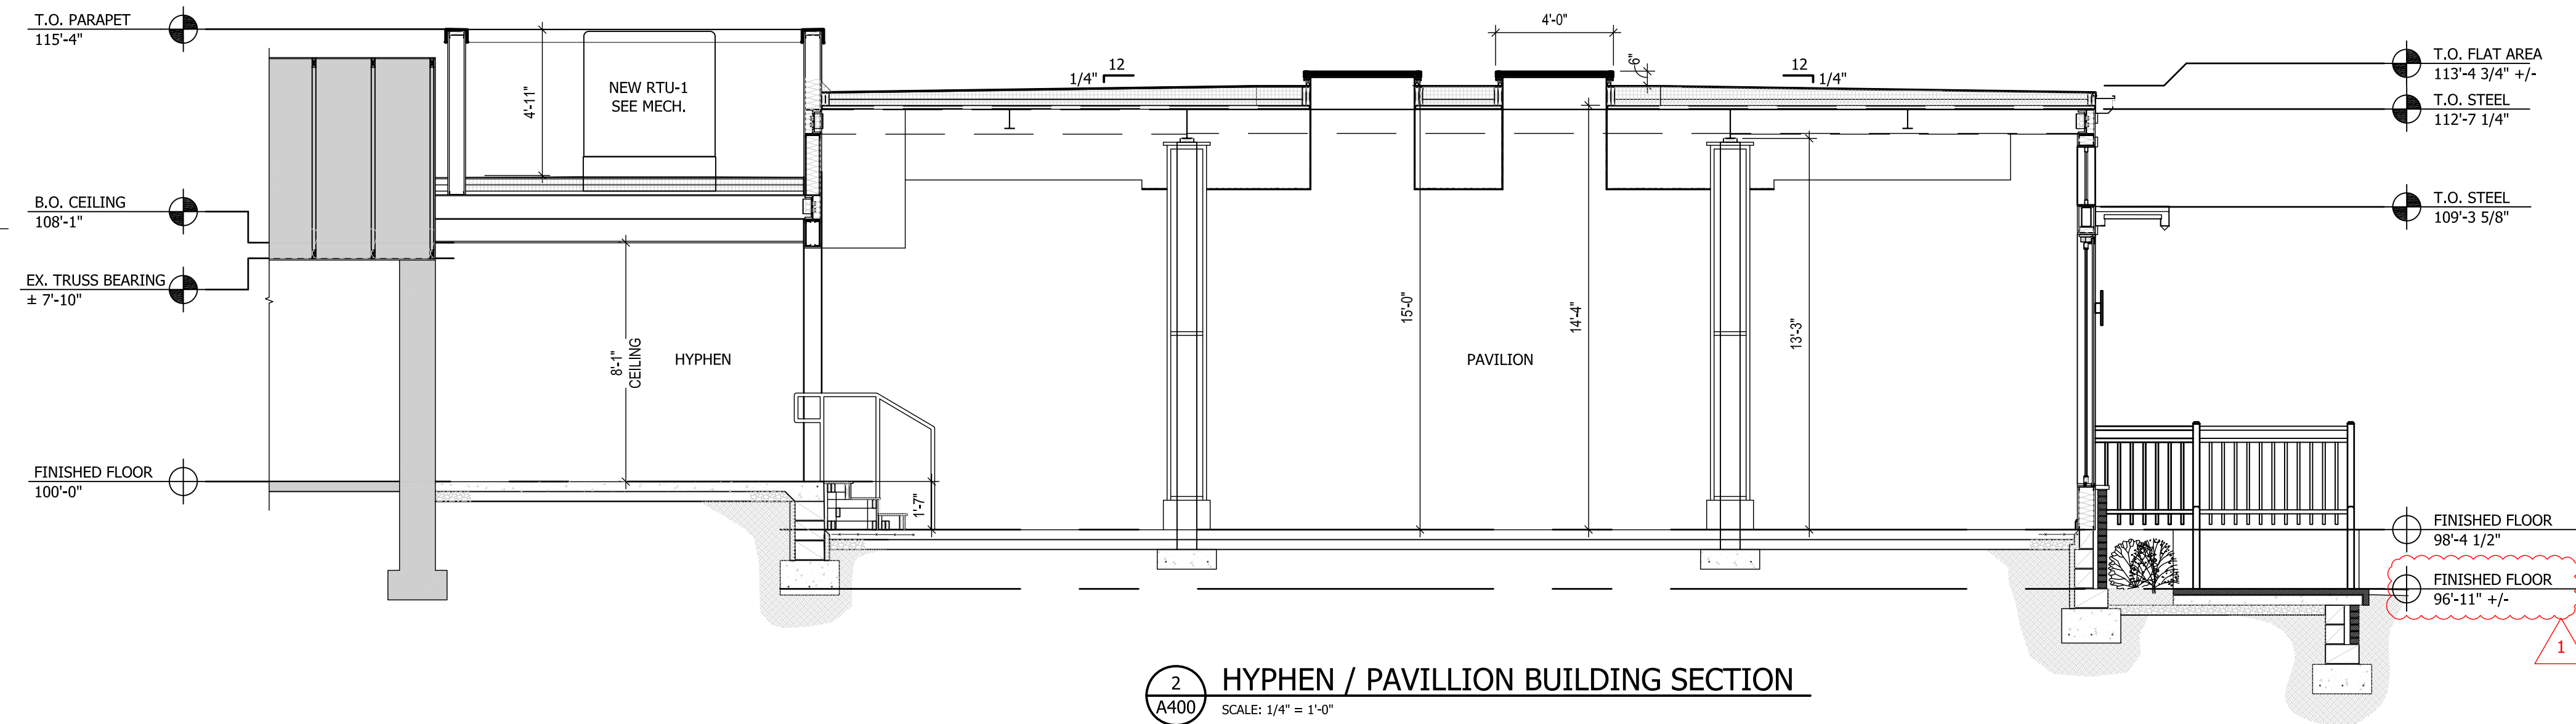 T.O. PARAPET
115'-4"
B.O. CEILING
108'-1"
EX. TRUSS BEARING
± 7'-10"
FINISHED FLOOR
100'-0"
4'-11"
NEW RTU-1
SEE MECH.
8'-1"
CEILING
HYPHEN
1'-7"
12
1/4"
4'-0"
6"
12
1/4"
15'-0"
14'-4"
13'-3"
PAVILION
T.O. FLAT AREA
113'-4 3/4" +/-
T.O. STEEL
112'-7 1/4"
T.O. STEEL
109'-3 5/8"
FINISHED FLOOR
98'-4 1/2"
FINISHED FLOOR
96'-11" +/-
1
2
A400
HYPHEN / PAVILLION BUILDING SECTION
SCALE: 1/4" = 1'-0"